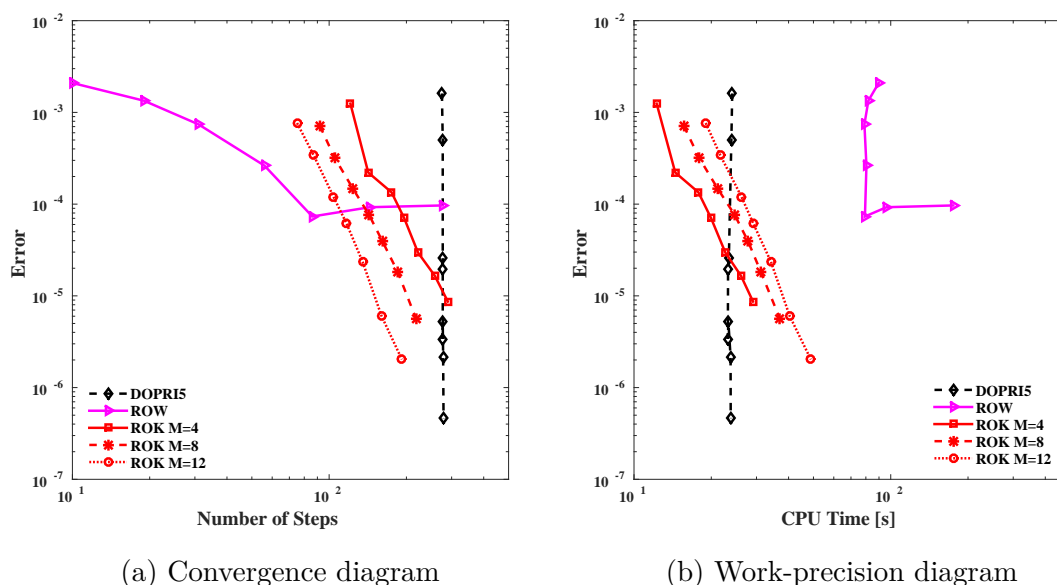 10 -2
10 -3
10 -4
10 -5
10 -6
10 -7
Error
10 1
10 2
Number of Steps
DOPRI5
ROW
ROK M=4
ROK M=8
ROK M=12
(a) Convergence diagram
10 -2
10 -3
10 -4
10 -5
10 -6
10 -7
Error
10 1
10 2
CPU Time [s]
DOPRI5
ROW
ROK M=4
ROK M=8
ROK M=12
(b) Work-precision diagram